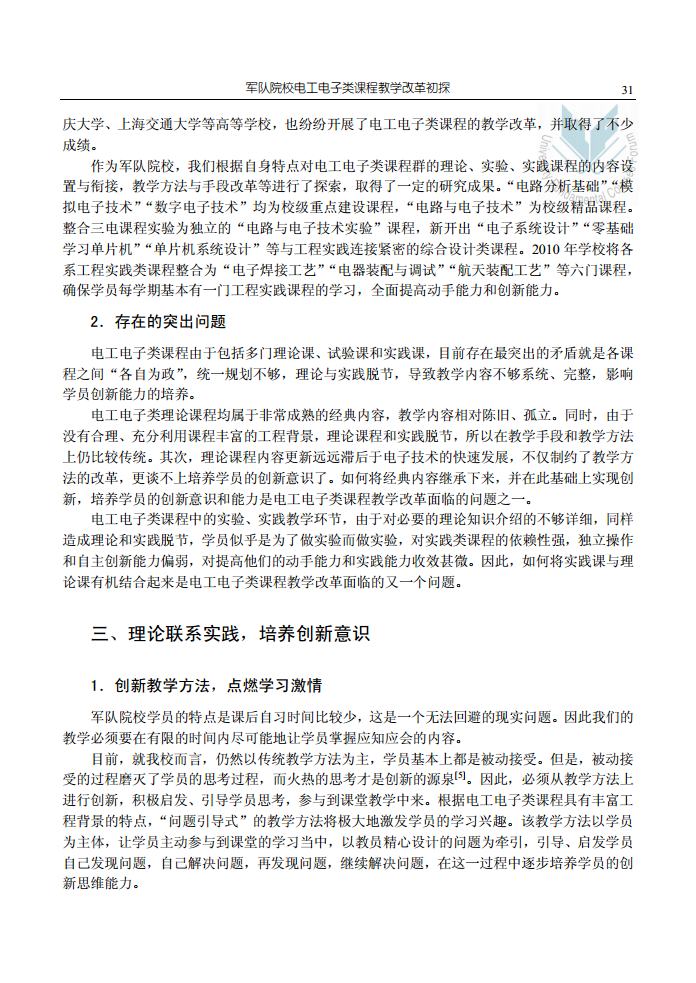 军队院校电工电子类课程教学改革初探
31
庆大学、上海交通大学等高等学校，也纷纷开展了电工电子类课程的教学改革，并取得了不少
成绩。
作为军队院校，我们根据自身特点对电工电子类课程群的理论、实验、实践课程的内容设
置与衔接，教学方法与手段改革等进行了探索，取得了一定的研究成果。“电路分析基础”“模
拟电子技术”“数字电子技术”均为校级重点建设课程，“电路与电子技术”为校级精品课程。
整合三电课程实验为独立的“电路与电子技术实验”课程，新开出“电子系统设计”“零基础
学习单片机”“单片机系统设计”等与工程实践连接紧密的综合设计类课程。2010 年学校将各
系工程实践类课程整合为“电子焊接工艺”“电器装配与调试”“航天装配工艺”等六门课程，
确保学员每学期基本有一门工程实践课程的学习，全面提高动手能力和创新能力。
2．存在的突出问题
电工电子类课程由于包括多门理论课、试验课和实践课，目前存在最突出的矛盾就是各课
程之间“各自为政”，统一规划不够，理论与实践脱节，导致教学内容不够系统、完整，影响
学员创新能力的培养。
电工电子类理论课程均属于非常成熟的经典内容，教学内容相对陈旧、孤立。同时，由于
没有合理、充分利用课程丰富的工程背景，理论课程和实践脱节，所以在教学手段和教学方法
上仍比较传统。其次，理论课程内容更新远远滞后于电子技术的快速发展，不仅制约了教学方
法的改革，更谈不上培养学员的创新意识了。如何将经典内容继承下来，并在此基础上实现创
新，培养学员的创新意识和能力是电工电子类课程教学改革面临的问题之一。
电工电子类课程中的实验、实践教学环节，由于对必要的理论知识介绍的不够详细，同样
造成理论和实践脱节，学员似乎是为了做实验而做实验，对实践类课程的依赖性强，独立操作
和自主创新能力偏弱，对提高他们的动手能力和实践能力收效甚微。因此，如何将实践课与理
论课有机结合起来是电工电子类课程教学改革面临的又一个问题。
三、理论联系实践，培养创新意识
1．创新教学方法，点燃学习激情
军队院校学员的特点是课后自习时间比较少，这是一个无法回避的现实问题。因此我们的
教学必须要在有限的时间内尽可能地让学员掌握应知应会的内容。
目前，就我校而言，仍然以传统教学方法为主，学员基本上都是被动接受。但是，被动接
受的过程磨灭了学员的思考过程，而火热的思考才是创新的源泉[5]。因此，必须从教学方法上
进行创新，积极启发、引导学员思考，参与到课堂教学中来。根据电工电子类课程具有丰富工
程背景的特点，“问题引导式”的教学方法将极大地激发学员的学习兴趣。该教学方法以学员
为主体，让学员主动参与到课堂的学习当中，以教员精心设计的问题为牵引，引导、启发学员
自己发现问题，自己解决问题，再发现问题，继续解决问题，在这一过程中逐步培养学员的创
新思维能力。